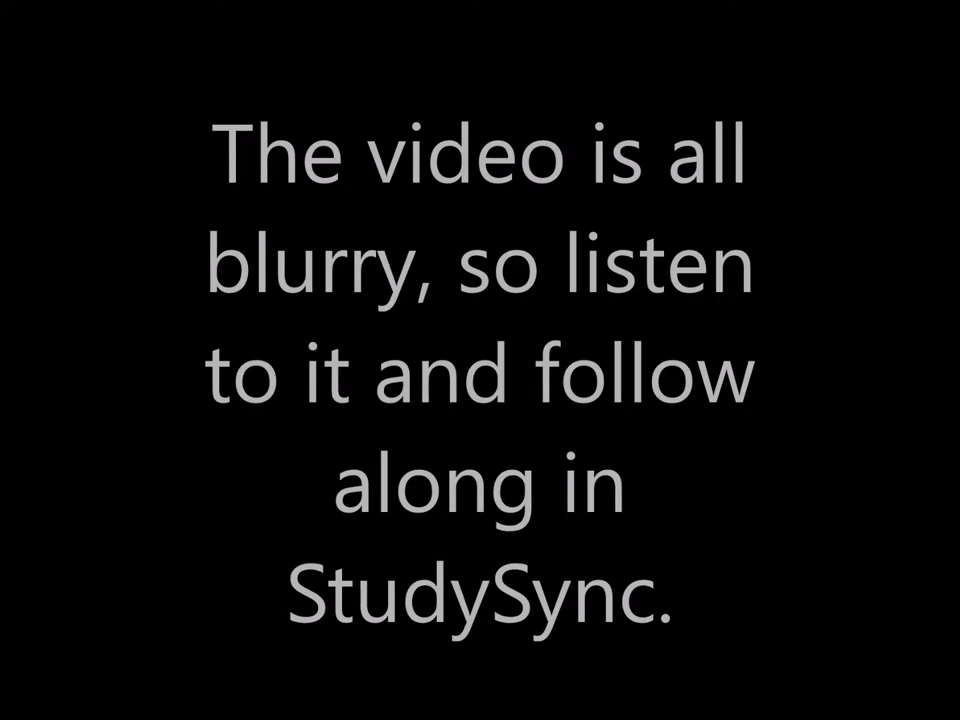 The video is all
blurry, so listen
to it and follow
along in
StudySync.